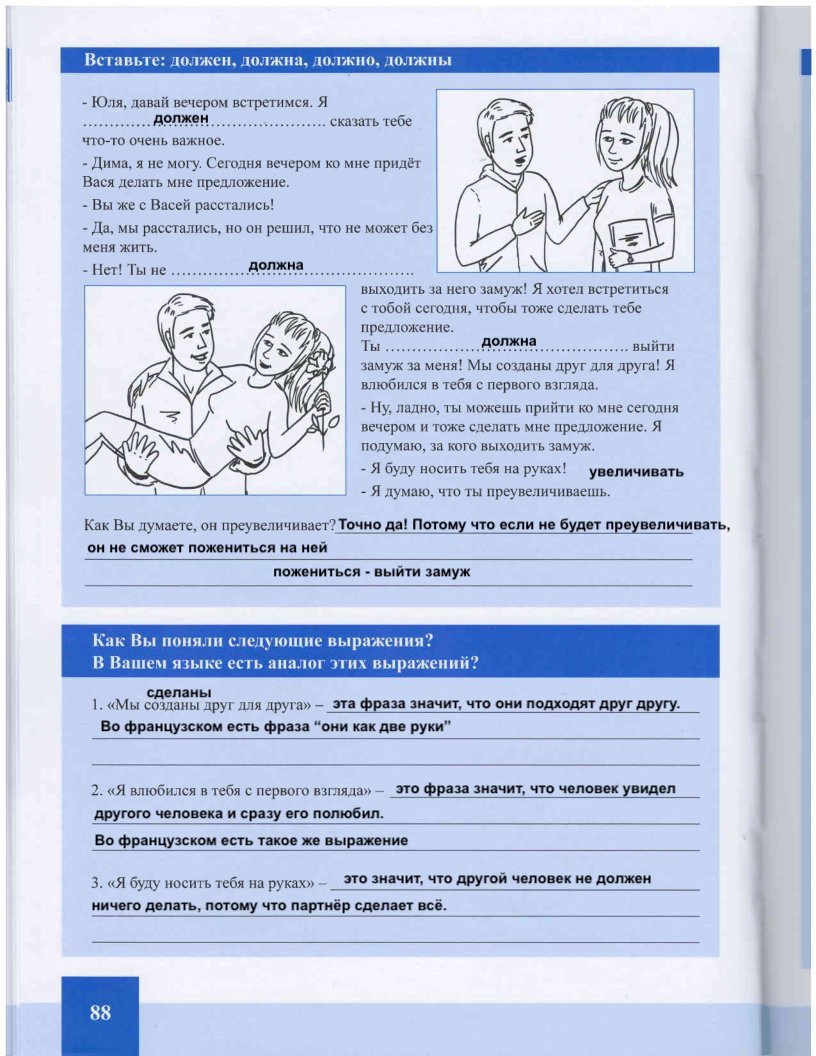 Вставьте: должен, должна, должно, должны
- Юля, давай вечером встретимся. Я
должен сказать тебе
что-то очень важное.
- Дима, я не могу. Сегодня вечером ко мне придёт
Вася делать мне предложение.
- Вы же с Васей расстались!
- Да, мы расстались, но он решил, что не может без
меня жить.
- Нет! Ты не должна
выходить за него замуж! Я хотел встретиться
с тобой сегодня, чтобы тоже сделать тебе
предложение.
Ты должна выйти
замуж за меня! Мы созданы друг для друга! Я
влюбился в тебя с первого взгляда.
- Ну, ладно, ты можешь прийти ко мне сегодня
вечером и тоже сделать мне предложение. Я
подумаю, за кого выходить замуж.
- Я буду носить тебя на руках! увеличивать
- Я думаю, что ты преувеличиваешь.
Как Вы думаете, он преувеличивает? Точно да! Потому что если не будет преувеличивать,
он не сможет пожениться на ней
пожениться - выйти замуж
Как Вы поняли следующие выражения?
В Вашем языке есть аналог этих выражений?
сделаны
1. «Мы созданы друг для друга» – эта фраза значит, что они подходят друг другу.
Во французском есть фраза “они как две руки”
2. «Я влюбился в тебя с первого взгляда» – это фраза значит, что человек увидел
другого человека и сразу его полюбил.
Во французском есть такое же выражение
3. «Я буду носить тебя на руках» – это значит, что другой человек не должен
ничего делать, потому что партнёр сделает всё.
88